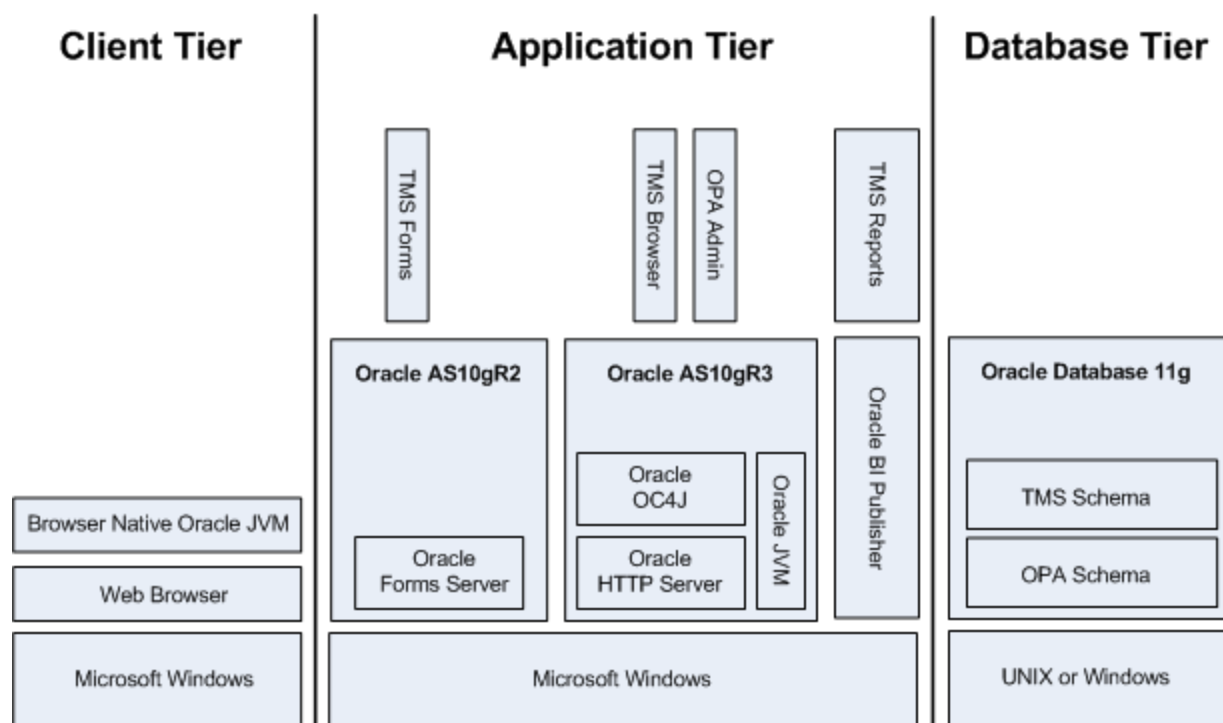 Client Tier
Application Tier
Database Tier
TMS Forms
TMS Browser
OPA Admin
TMS Reports
Oracle AS10gR2
Oracle AS10gR3
Oracle BI Publisher
Oracle Database 11g
Oracle
OC4J
Oracle JVM
TMS Schema
Browser Native Oracle JVM
Oracle
Forms Server
Oracle
HTTP Server
OPA Schema
Web Browser
Microsoft Windows
Microsoft Windows
UNIX or Windows